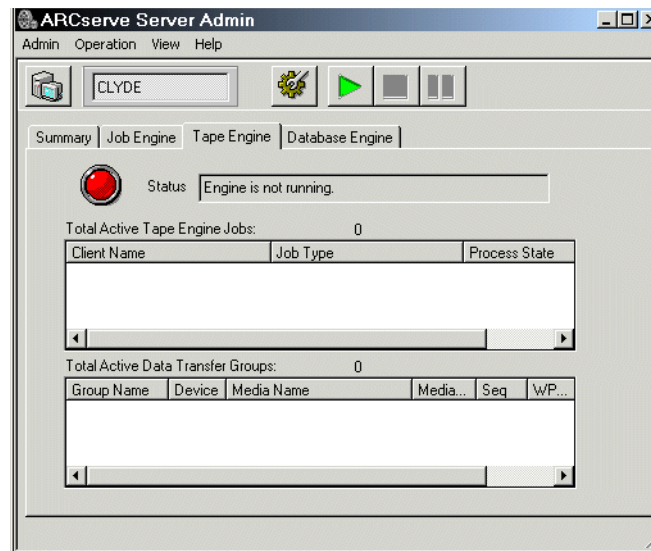 ARCserve Server Admin
Admin Operation View Help
CLYDE
Summary Job Engine Tape Engine Database Engine
Status Engine is not running.
Total Active Tape Engine Jobs: 0
Client Name Job Type Process State
Total Active Data Transfer Groups: 0
Group Name Device Media Name Media... Seq WP...